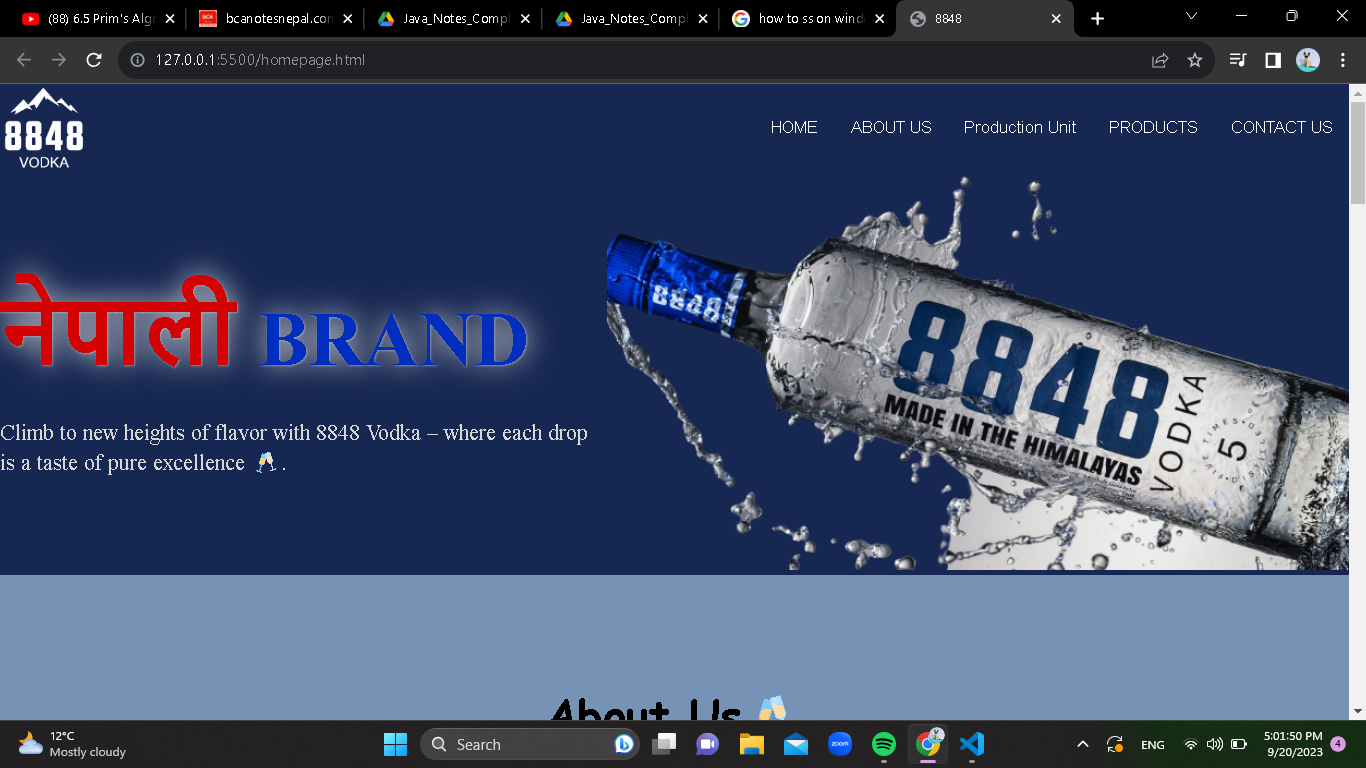 (88) 6.5 Prim's Algo
bcanotesnepal.com
Java_Notes_Compl
Java_Notes_Compl
how to ss on wind
8848
127.0.0.1:5500/homepage.html
8848
VODKA
HOME ABOUT US Production Unit PRODUCTS CONTACT US
नेपाली BRAND
Climb to new heights of flavor with 8848 Vodka – where each drop
is a taste of pure excellence 🥂 .
8848
8848
MADE IN THE HIMALAYAS
VODKA
5
About Us 🥂
12°C
Mostly cloudy
Search
zoom
ENG
5:01:50 PM
9/20/2023
4